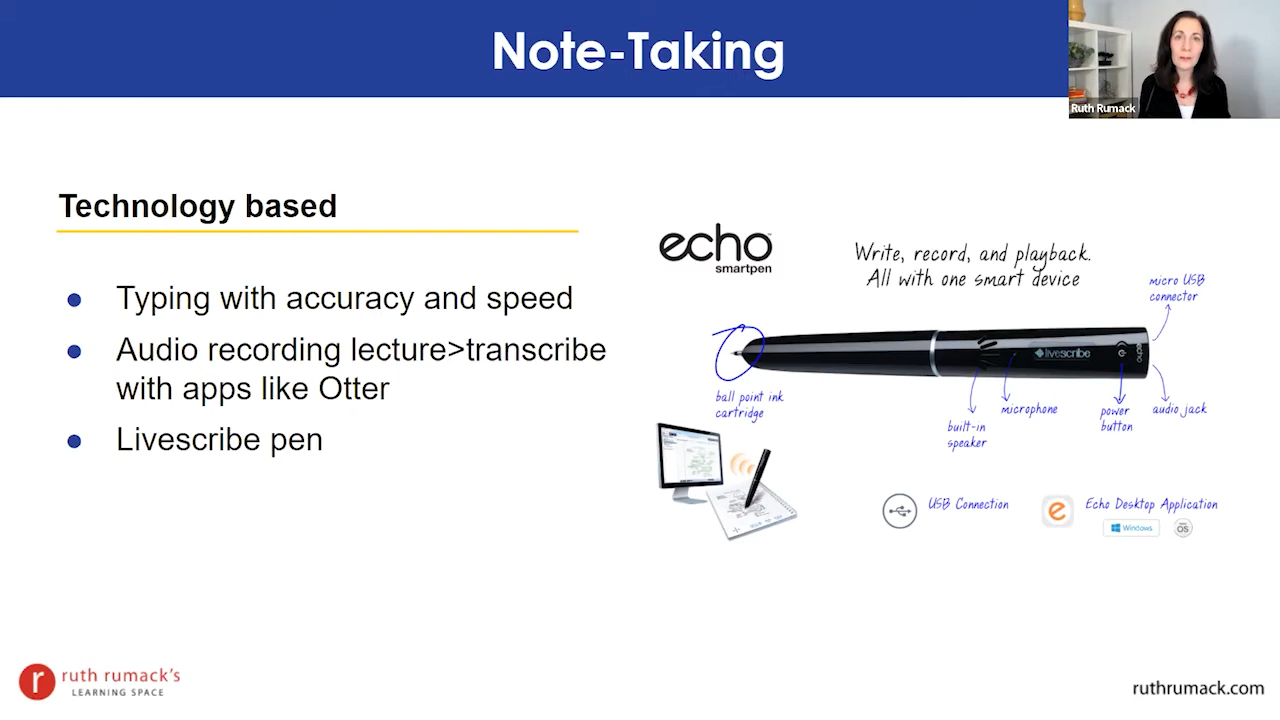 Note-Taking
Ruth Rumack
Technology based
● Typing with accuracy and speed
● Audio recording lecture>transcribe
with apps like Otter
● Livescribe pen
echo
smartpen
Write, record, and playback.
All with one smart device
micro USB
connector
livescribe
echo
ball point ink
cartridge
built-in
speaker
microphone
power
button
audio jack
USB Connection
e
Echo Desktop Application
Windows
OS
r
ruth rumack's
LEARNING SPACE
ruthrumack.com